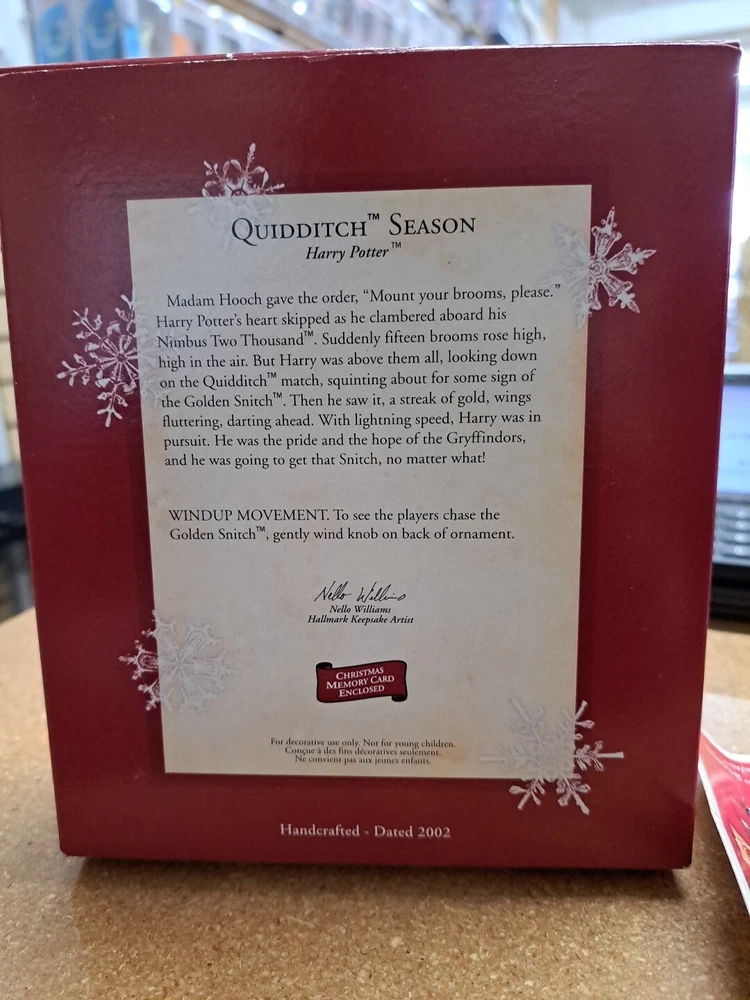 QUIDDITCH™ SEASON
Harry Potter™
Madam Hooch gave the order, “Mount your brooms, please.”
Harry Potter’s heart skipped as he clambered aboard his
Nimbus Two Thousand™. Suddenly fifteen brooms rose high,
high in the air. But Harry was above them all, looking down
on the Quidditch™ match, squinting about for some sign of
the Golden Snitch™. Then he saw it, a streak of gold, wings
fluttering, darting ahead. With lightning speed, Harry was in
pursuit. He was the pride and the hope of the Gryffindors,
and he was going to get that Snitch, no matter what!
WINDUP MOVEMENT. To see the players chase the
Golden Snitch™, gently wind knob on back of ornament.
Nello Williams
Nello Williams
Hallmark Keepsake Artist
CHRISTMAS
MEMORY CARD
ENCLOSED
For decorative use only. Not for young children.
Conçue à des fins décoratives seulement.
Ne convient pas aux jeunes enfants.
Handcrafted - Dated 2002